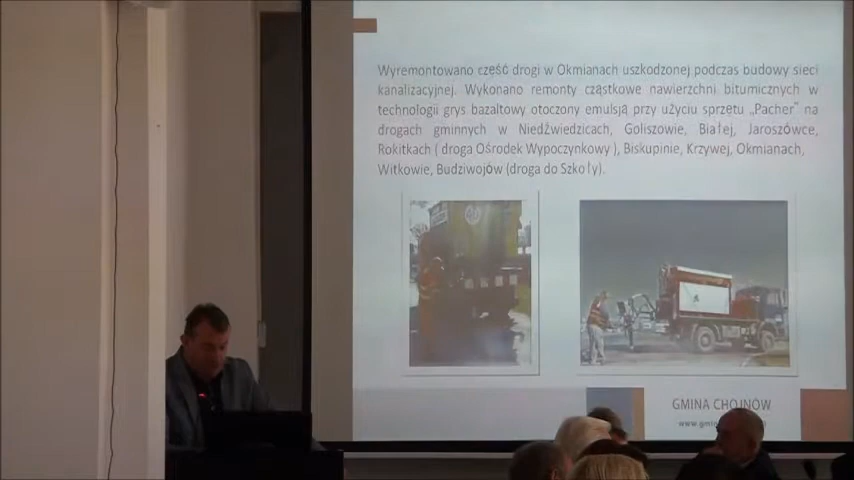 Wyremontowano część drogi w Okmianach uszkodzonej podczas budowy sieci
kanalizacyjnej. Wykonano remonty cząstkowe nawierzchni bitumicznych w
technologii grys bazaltowy otoczony emulsją przy użyciu sprzętu „Pacher” na
drogach gminnych w Niedźwiedzicach, Goliszowie, Białej, Jaroszówce,
Rokitkach ( droga Ośrodek Wypoczynkowy ), Biskupinie, Krzywej, Okmianach,
Witkowie, Budziwojów (droga do Szkoły).
GMINA CHOJNÓW